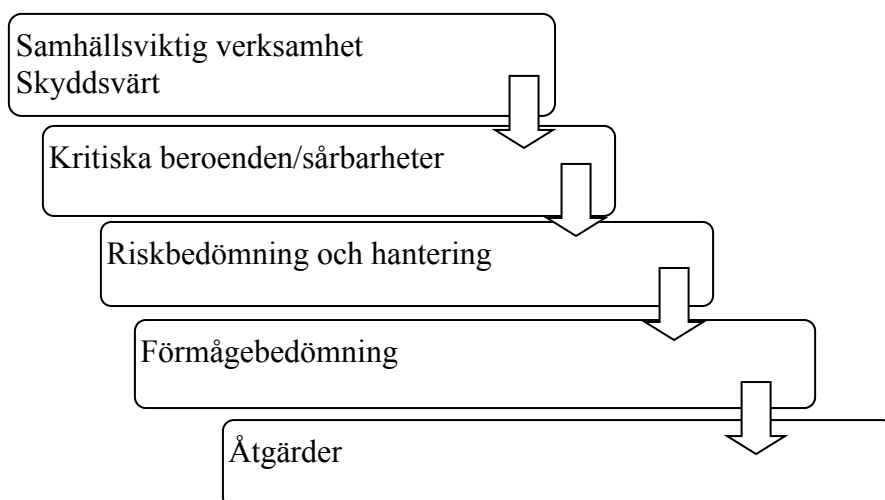 Samhällsviktig verksamhet
Skyddsvärt
Kritiska beroenden/sårbarheter
Riskbedömning och hantering
Förmågebedömning
Åtgärder